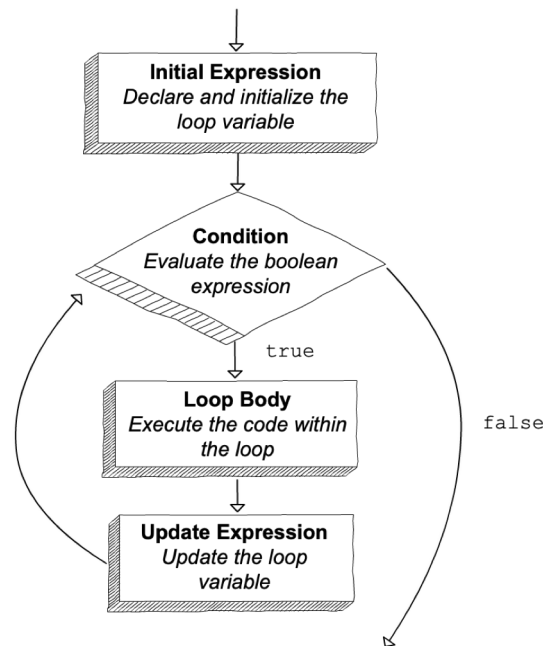 Initial Expression
Declare and initialize the
loop variable
Condition
Evaluate the boolean
expression
true
Loop Body
Execute the code within
the loop
false
Update Expression
Update the loop
variable